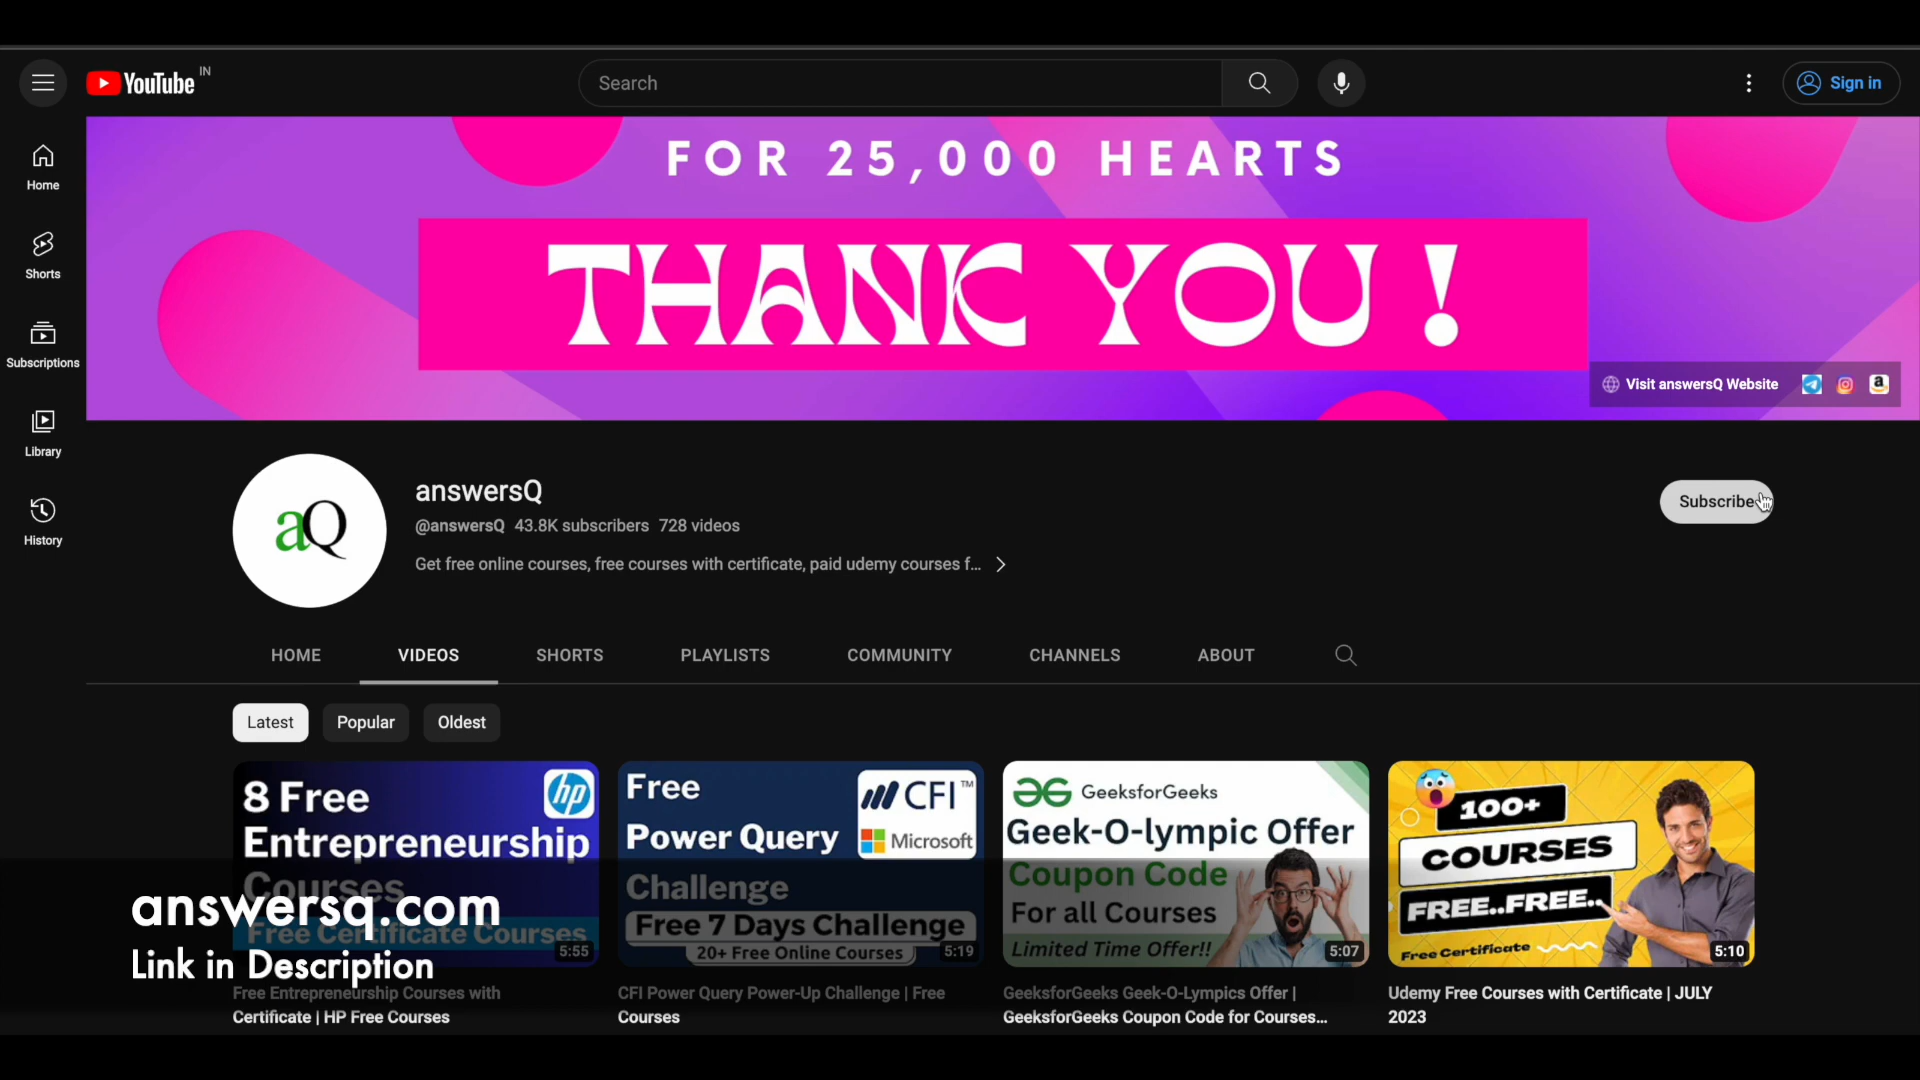 YouTube IN
Search
Sign in
Home
Shorts
Subscriptions
Library
History
FOR 25,000 HEARTS
THANK YOU!
Visit answersQ Website
a
aQ
answersQ
@answersQ 43.8K subscribers 728 videos
Get free online courses, free courses with certificate, paid udemy courses f...
Subscribe
HOME VIDEOS SHORTS PLAYLISTS COMMUNITY CHANNELS ABOUT
Latest Popular Oldest
8 Free
Entrepreneurship
Courses
Free Certificate Courses
hp
5:55
Free
Power Query
Challenge
Free 7 Days Challenge
20+ Free Online Courses
CFI™
Microsoft
5:19
GeeksforGeeks
Geek-O-lympic Offer
Coupon Code
For all Courses
Limited Time Offer!!
5:07
100+
COURSES
FREE..FREE..
Free Certificate
5:10
answersq.com
Link in Description
Free Entrepreneurship Courses with
Certificate | HP Free Courses
CFI Power Query Power-Up Challenge | Free
Courses
GeeksforGeeks Geek-O-Lympics Offer |
GeeksforGeeks Coupon Code for Courses...
Udemy Free Courses with Certificate | JULY
2023